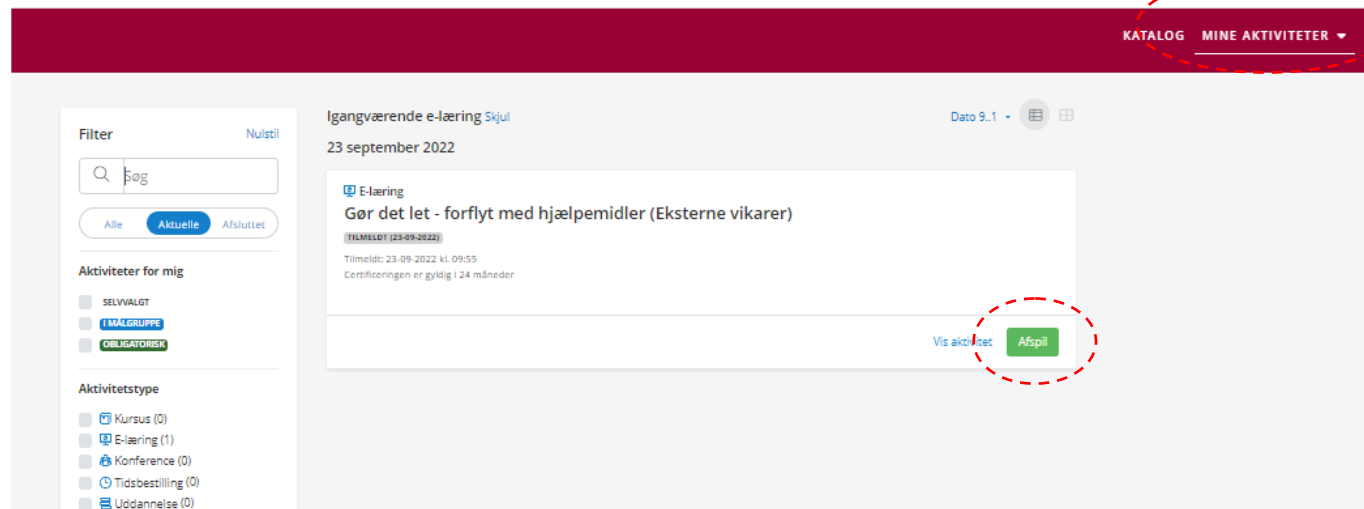 KATALOG MINE AKTIVITETER
Filter Nulstil
Søg
Alle Aktuelle Afsluttet
Aktiviteter for mig
SELVVALGT
I MÅLGRUPPE
OBLIGATORISK
Aktivitetstype
Kursus (0)
E-læring (1)
Konference (0)
Tidsbestilling (0)
Uddannelse (0)
Igangværende e-læring Skjul
Dato 9..1
23 september 2022
E-læring
Gør det let - forflyt med hjælpemidler (Eksterne vikarer)
TILMELDT (23-09-2022)
Tilmeldt: 23-09-2022 kl. 09:55
Certificeringen er gyldig i 24 måneder
Vis aktivitet Afspil